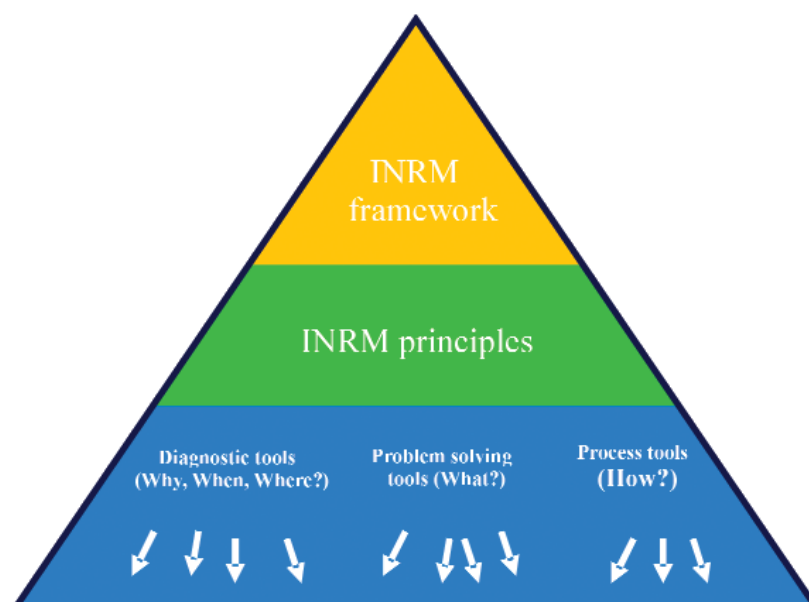 INRM
framework
INRM principles
Diagnostic tools
(Why, When, Where?)
Problem solving
tools (What?)
Process tools
(How?)